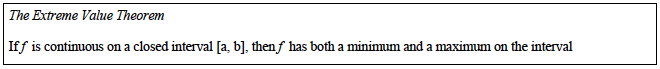 The Extreme Value Theorem
If f is continuous on a closed interval [a, b], then f has both a minimum and a maximum on the interval